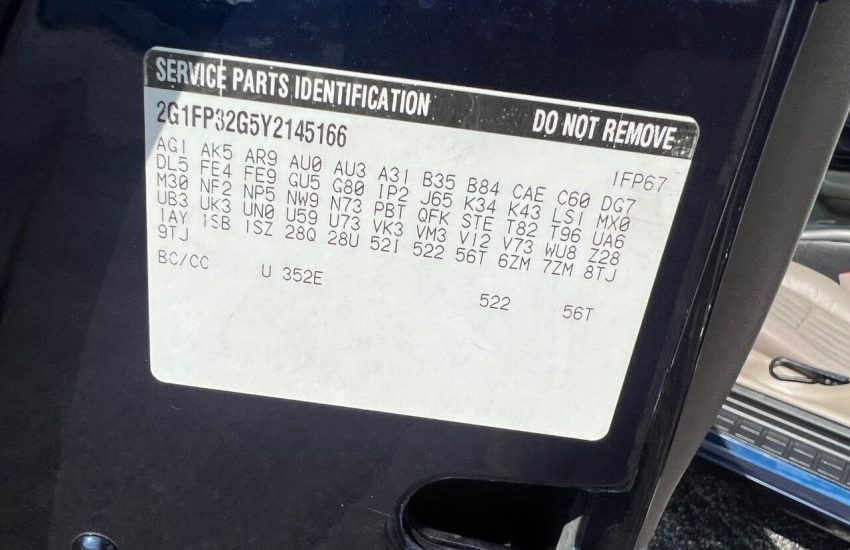 SERVICE PARTS IDENTIFICATION DO NOT REMOVE
2G1FP32G5Y2145166 1FP67
AG1 AK5 AR9 AU0 AU3 A31 B35 B84 CAE C60 DG7
DL5 FE4 FE9 GU5 G80 IP2 J65 K34 K43 LS1 MX0
M30 NF2 NP5 NW9 N73 PBT QFK STE T82 T96 UA6
UB3 UK3 UN0 U59 U73 VK3 VM3 V12 V73 WU8 Z28
1AY 1SB 1SZ 28Q 28U 52I 522 56T 6ZM 7ZM 8TJ
9TJ
BC/CC U 352E 522 56T